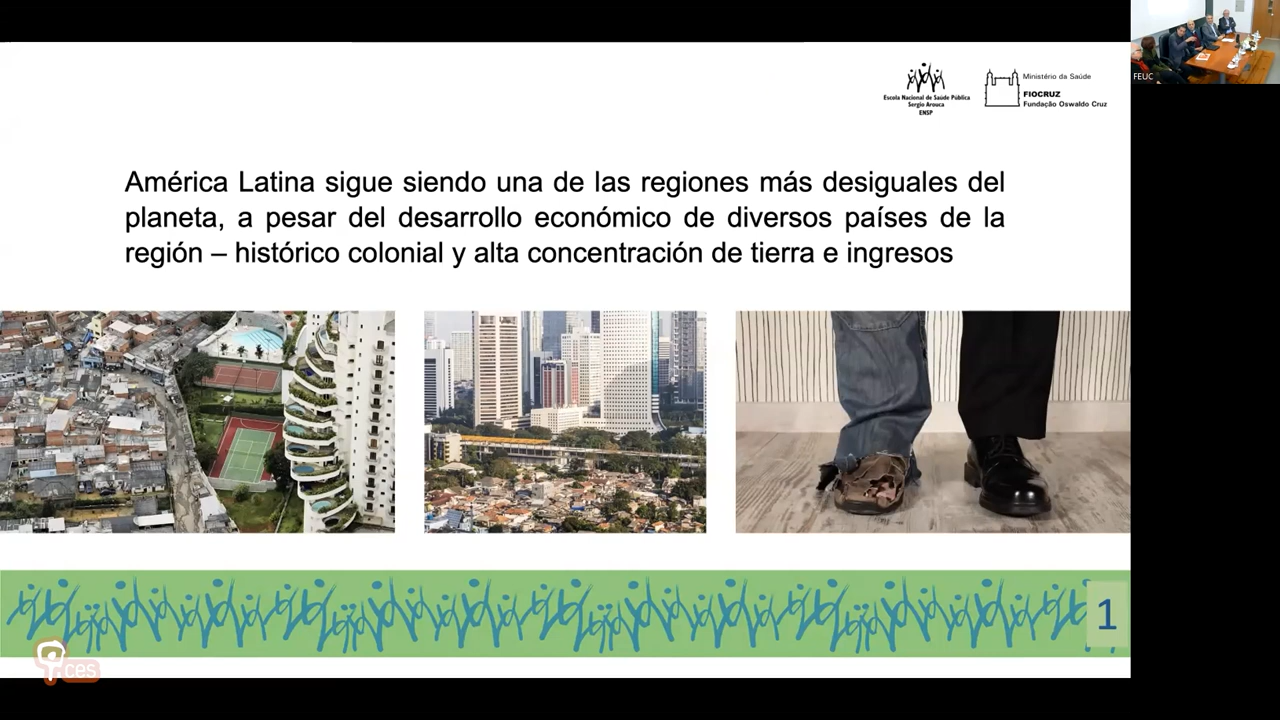 FEUC
Escola Nacional de Saúde Pública
Sergio Arouca
ENSP
Ministério da Saúde
FIOCRUZ
Fundação Oswaldo Cruz
América Latina sigue siendo una de las regiones más desiguales del
planeta, a pesar del desarrollo económico de diversos países de la
región – histórico colonial y alta concentración de tierra e ingresos
1
ces